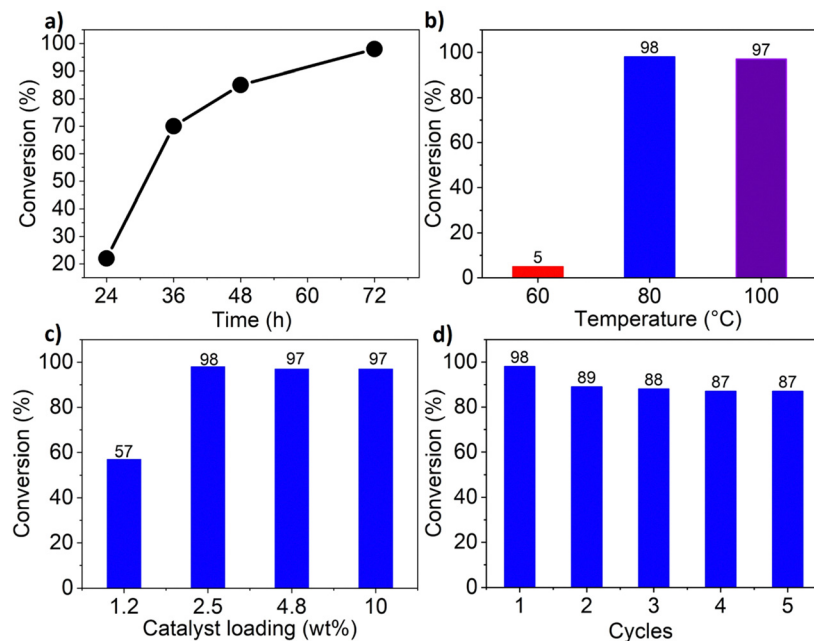 a)
Conversion (%)
100
90
80
70
60
50
40
30
20
24 36 48 60 72
Time (h)
b)
Conversion (%)
100
80
60
40
20
0
5 98 97
60 80 100
Temperature (°C)
c)
Conversion (%)
100
80
60
40
20
0
57 98 97 97
1.2 2.5 4.8 10
Catalyst loading (wt%)
d)
Conversion (%)
100
80
60
40
20
0
98 89 88 87 87
1 2 3 4 5
Cycles